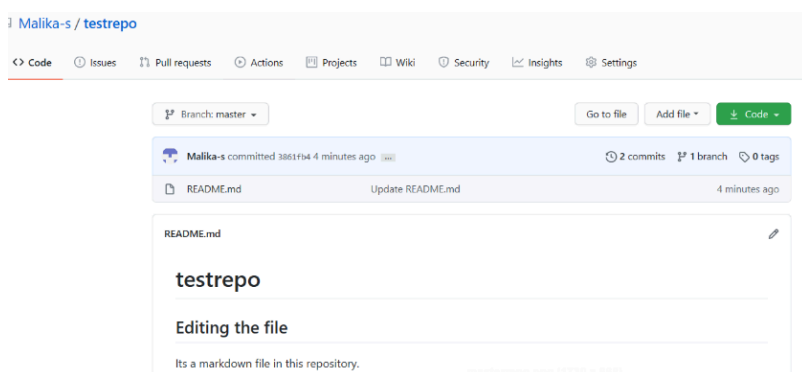 Malika-s / testrepo
<> Code Issues Pull requests Actions Projects Wiki Security Insights Settings
Branch: master Go to file Add file Code
Malika-s committed 3861fb4 4 minutes ago ... 2 commits 1 branch 0 tags
README.md Update README.md 4 minutes ago
README.md
testrepo
Editing the file
Its a markdown file in this repository.